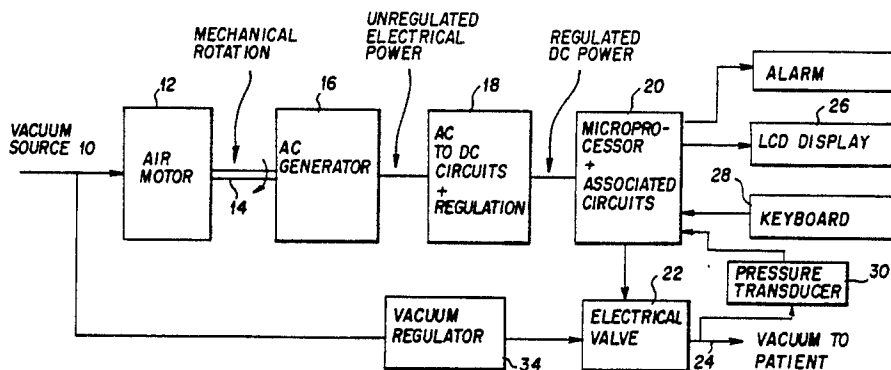 MECHANICAL
ROTATION
UNREGULATED
ELECTRICAL
POWER
REGULATED
DC POWER
12
16
18
20
ALARM
26
LCD DISPLAY
28
KEYBOARD
VACUUM
SOURCE 10
AIR
MOTOR
14
AC
GENERATOR
AC
TO DC
CIRCUITS
+
REGULATION
MICROPRO-
CESSOR
+
ASSOCIATED
CIRCUITS
PRESSURE
TRANSDUCER
30
22
VACUUM
REGULATOR
34
ELECTRICAL
VALVE
24
VACUUM TO
PATIENT